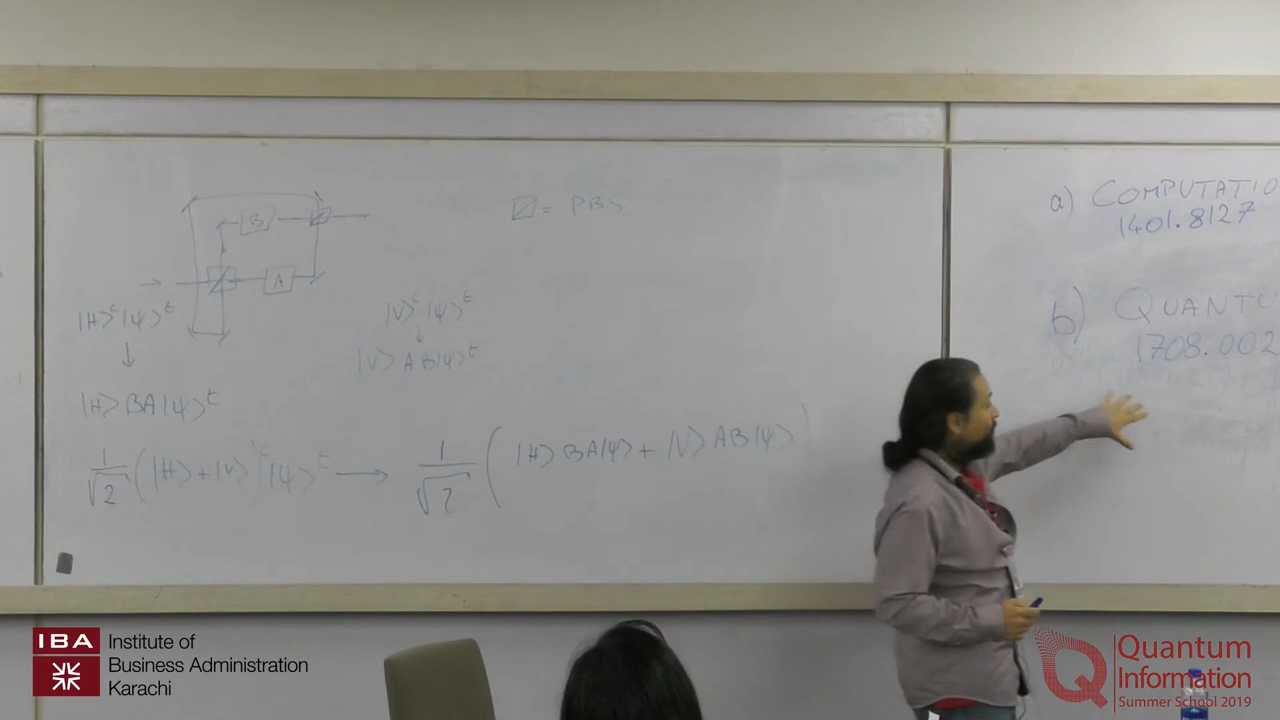 B
A
⧄ = PBS
|H⟩ᶜ|ψ⟩ᵗ
↓
|H⟩ BA|ψ⟩ᵗ
|V⟩ᶜ|ψ⟩ᵗ
↓
|V⟩ AB|ψ⟩ᵗ
1/√2 (|H⟩ + |V⟩)ᶜ |ψ⟩ᵗ → 1/√2 (|H⟩ BA|ψ⟩ + |V⟩ AB|ψ⟩)
a) COMPUTATIO
1401.8127
b) QUANTU
1708.002
IBA
Institute of
Business Administration
Karachi
Quantum
Information
Summer School 2019